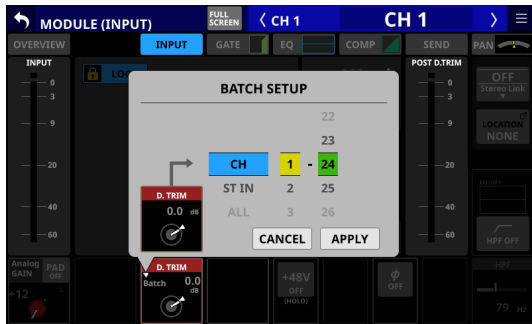 MODULE (INPUT)
FULL SCREEN
CH 1
CH 1
OVERVIEW
INPUT
GATE
EQ
COMP
SEND
PAN
INPUT
POST D.TRIM
0
3
9
20
40
60
0
3
9
20
40
60
OFF
Stereo Link
LOCATION
NONE
HPF OFF
BATCH SETUP
22
23
CH 1 - 24
ST IN 2 25
ALL 3 26
D. TRIM
0.0 dB
CANCEL APPLY
Analog GAIN
PAD OFF
+12
D. TRIM
Batch 0.0 dB
+48V
OFF
(HOLD)
Φ
OFF
HPF
79 Hz